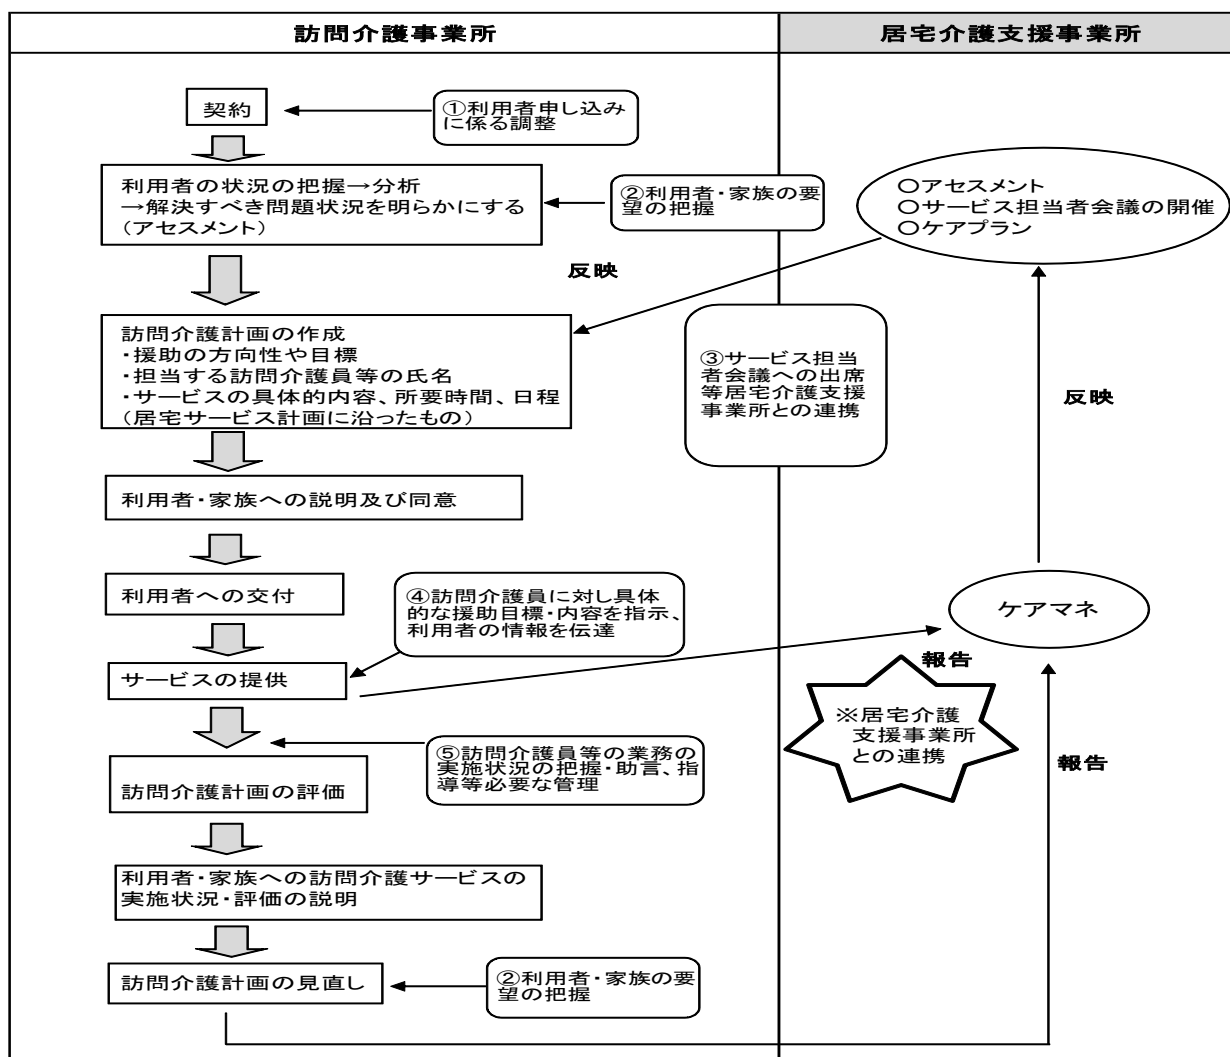 訪問介護事業所
居宅介護支援事業所
契約
①利用者申し込み
に係る調整
利用者の状況の把握→分析
→解決すべき問題状況を明らかにする
(アセスメント)
②利用者・家族の要
望の把握
○アセスメント
○サービス担当者会議の開催
○ケアプラン
反映
訪問介護計画の作成
・援助の方向性や目標
・担当する訪問介護員等の氏名
・サービスの具体的内容、所要時間、日程
(居宅サービス計画に沿ったもの)
③サービス担当
者会議への出席
等居宅介護支援
事業所との連携
反映
利用者・家族への説明及び同意
利用者への交付
④訪問介護員に対し具体
的な援助目標・内容を指示、
利用者の情報を伝達
ケアマネ
サービスの提供
報告
※居宅介護
支援事業所
との連携
報告
⑤訪問介護員等の業務の
実施状況の把握・助言、指
導等必要な管理
訪問介護計画の評価
利用者・家族への訪問介護サービスの
実施状況・評価の説明
訪問介護計画の見直し
②利用者・家族の要
望の把握